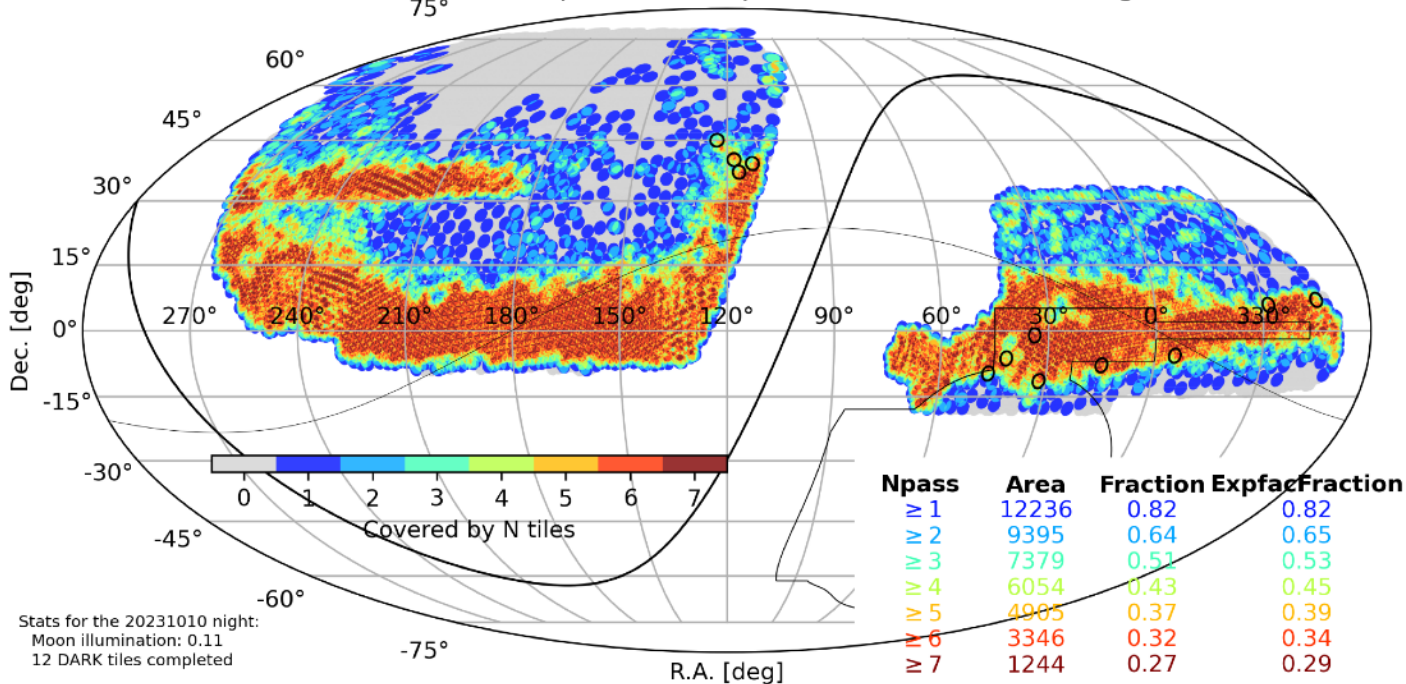 75°
60°
45°
30°
15°
0°
-15°
-30°
-45°
-60°
-75°
Dec. [deg]
270° 240° 210° 180° 150° 120° 90° 60° 30° 0° 330°
0 1 2 3 4 5 6 7
Covered by N tiles
R.A. [deg]
Stats for the 20231010 night:
Moon illumination: 0.11
12 DARK tiles completed
Npass Area Fraction ExpfacFraction
≥ 1 12236 0.82 0.82
≥ 2 9395 0.64 0.65
≥ 3 7379 0.51 0.53
≥ 4 6054 0.43 0.45
≥ 5 4905 0.37 0.39
≥ 6 3346 0.32 0.34
≥ 7 1244 0.27 0.29